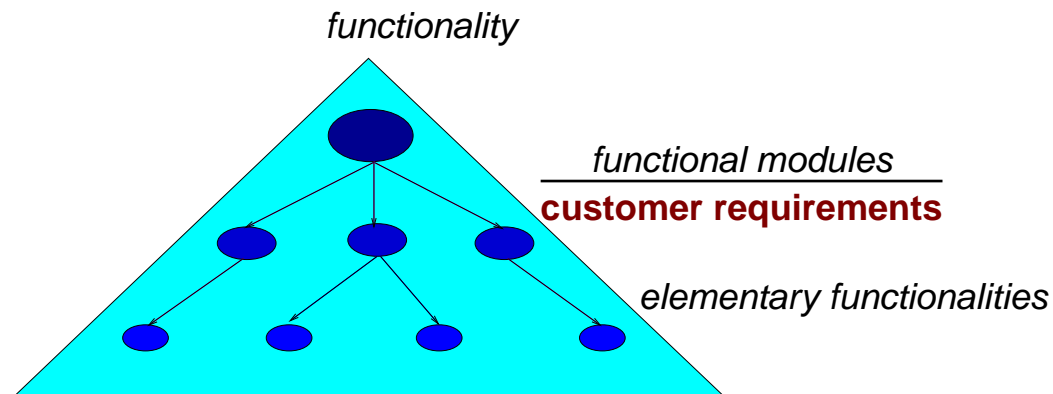 functionality
functional modules
customer requirements
elementary functionalities